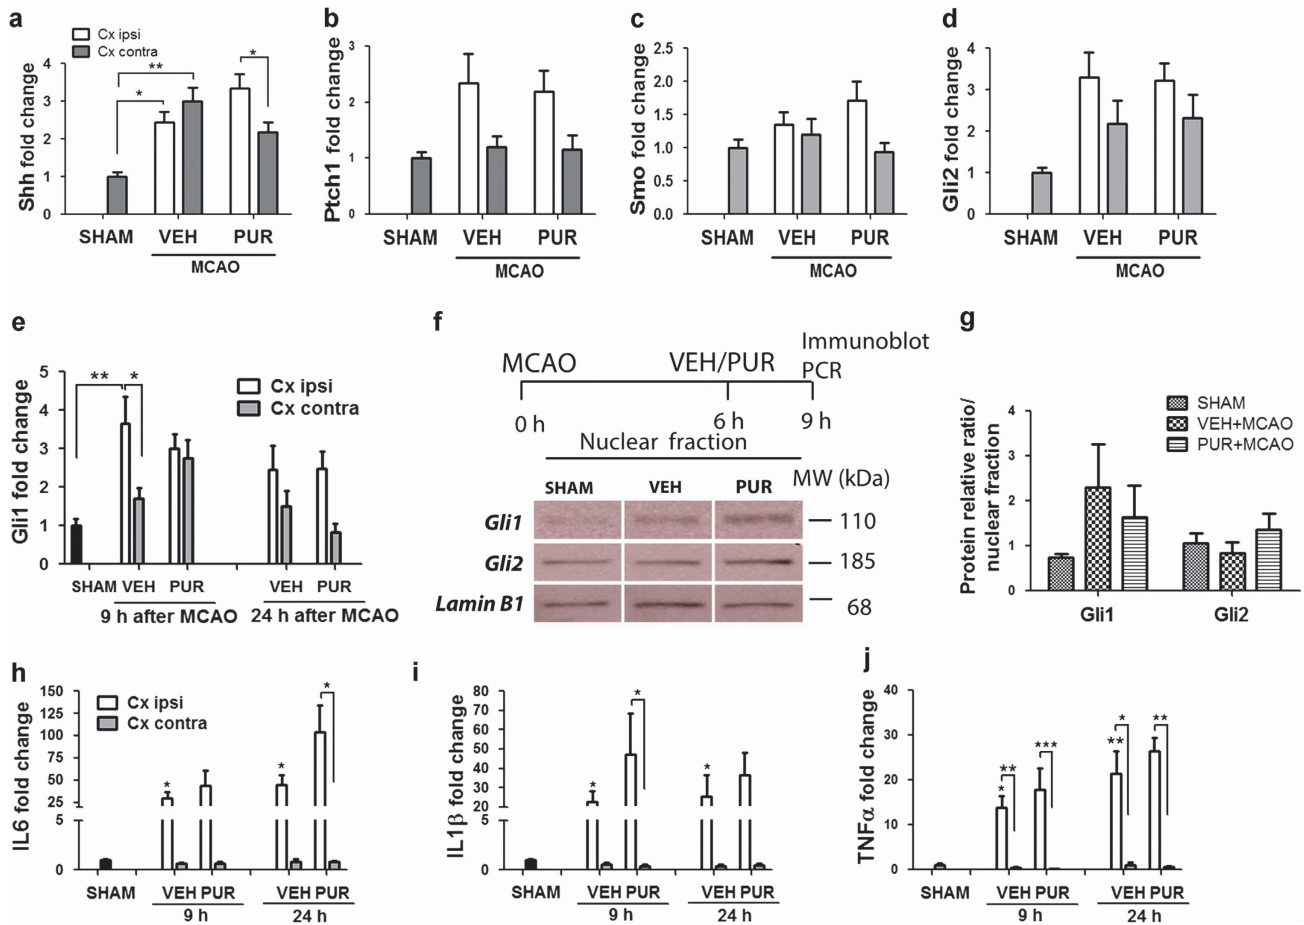 a
Cx ipsi
Cx contra
Shh fold change
4
3
2
1
0
*
**
*
SHAM VEH PUR
MCAO
b
Ptch1 fold change
3
2
1
0
SHAM VEH PUR
MCAO
c
Smo fold change
2.5
2.0
1.5
1.0
0.5
0.0
SHAM VEH PUR
MCAO
d
Gli2 fold change
4
3
2
1
0
SHAM VEH PUR
MCAO
e
Gli1 fold change
5
4
3
2
1
0
** *
Cx ipsi
Cx contra
SHAM VEH PUR VEH PUR
9 h after MCAO 24 h after MCAO
f
MCAO VEH/PUR Immunoblot
PCR
0 h 6 h 9 h
Nuclear fraction
SHAM VEH PUR MW (kDa)
Gli1 110
Gli2 185
Lamin B1 68
g
SHAM
VEH+MCAO
PUR+MCAO
Protein relative ratio/
nuclear fraction
4
3
2
1
0
Gli1 Gli2
h
IL6 fold change
150
125
100
75
50
25
5
0
Cx ipsi
Cx contra
*
*
*
SHAM VEH PUR VEH PUR
9 h 24 h
i
IL1β fold change
80
70
60
50
40
30
20
5
0
*
*
*
SHAM VEH PUR VEH PUR
9 h 24 h
j
TNFα fold change
40
30
20
10
0
*
**
***
**
*
**
SHAM VEH PUR VEH PUR
9 h 24 h